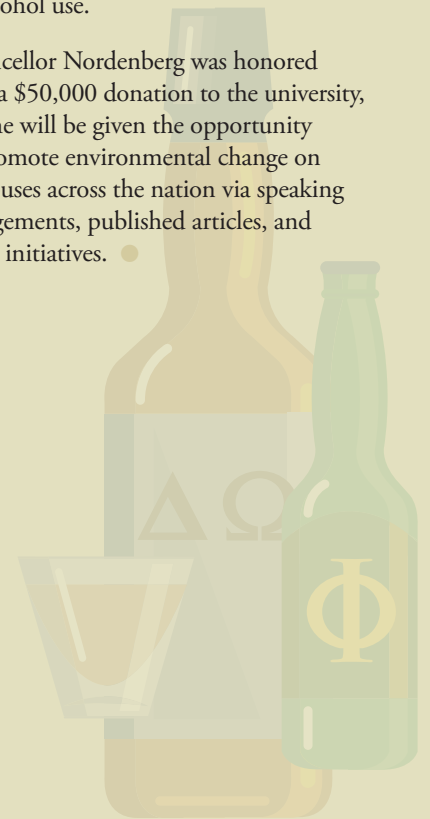 ohol use.
cellor Nordenberg was honored
a $50,000 donation to the university,
ne will be given the opportunity
omote environmental change on
uses across the nation via speaking
gements, published articles, and
initiatives.
ΔΩ
Φ